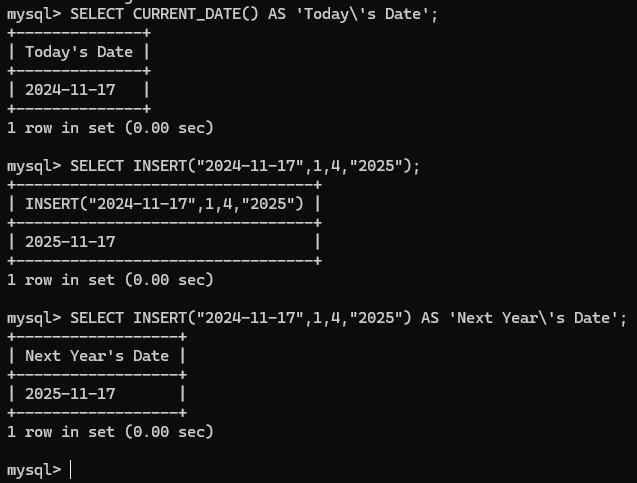 mysql> SELECT CURRENT_DATE() AS 'Today\'s Date';
+--------------+
| Today's Date |
+--------------+
| 2024-11-17   |
+--------------+
1 row in set (0.00 sec)

mysql> SELECT INSERT("2024-11-17",1,4,"2025");
+---------------------------------+
| INSERT("2024-11-17",1,4,"2025") |
+---------------------------------+
| 2025-11-17                      |
+---------------------------------+
1 row in set (0.00 sec)

mysql> SELECT INSERT("2024-11-17",1,4,"2025") AS 'Next Year\'s Date';
+------------------+
| Next Year's Date |
+------------------+
| 2025-11-17       |
+------------------+
1 row in set (0.00 sec)

mysql>